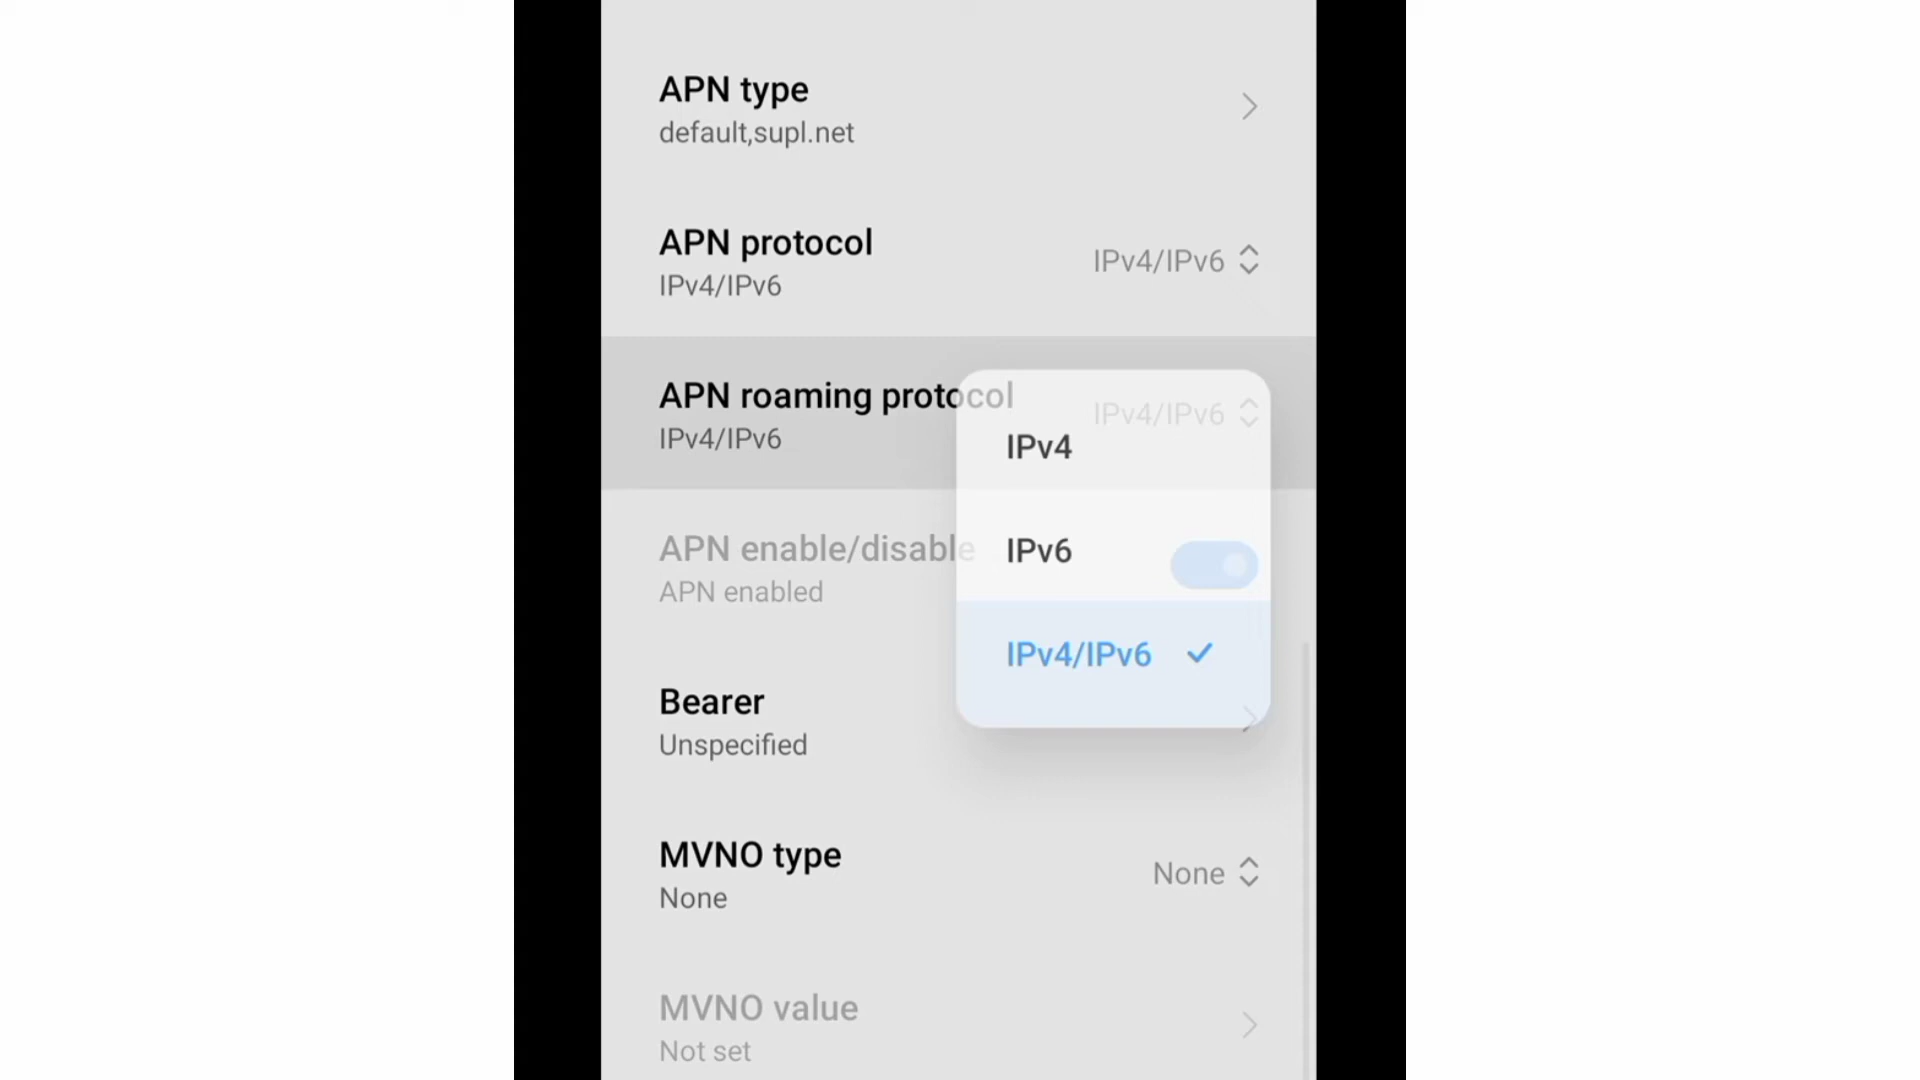 APN type
default,supl.net
APN protocol
IPv4/IPv6
IPv4/IPv6
APN roaming protocol
IPv4/IPv6
IPv4/IPv6
IPv4
IPv6
IPv4/IPv6
APN enable/disable
APN enabled
Bearer
Unspecified
MVNO type
None
None
MVNO value
Not set